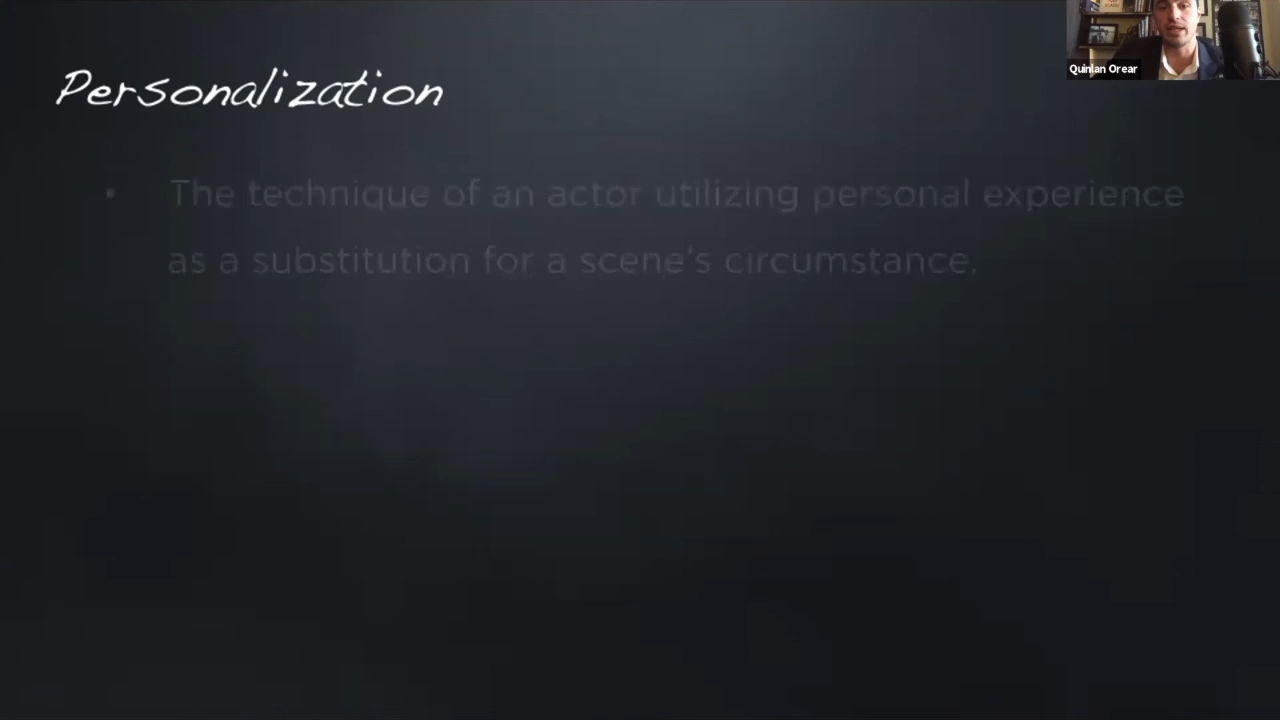 Quinlan Orear
Personalization
• The technique of an actor utilizing personal experience
as a substitution for a scene's circumstance.